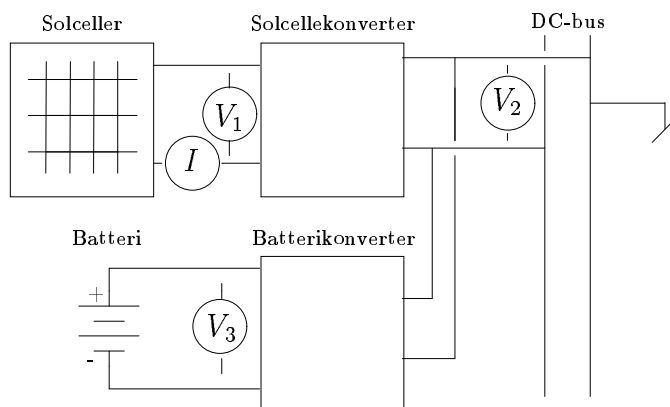 Solceller
Solcellekonverter
DC-bus
V1
V2
I
Batteri
Batterikonverter
+
V3
-